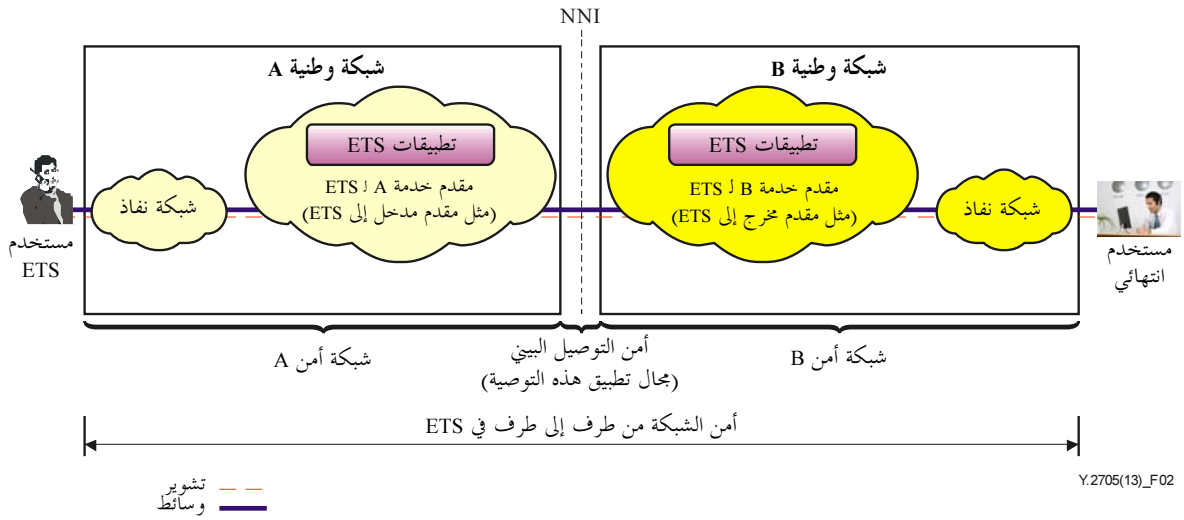 NNI
شبكة وطنية A
شبكة وطنية B
تطبيقات ETS
تطبيقات ETS
مقدم خدمة A لـ ETS
(مثل مقدم مدخل إلى ETS)
مقدم خدمة B لـ ETS
(مثل مقدم مخرج إلى ETS)
شبكة نفاذ
شبكة نفاذ
مستخدم
ETS
مستخدم
انتهائي
شبكة أمن A
أمن التوصيل البيني
(مجال تطبيق هذه التوصية)
شبكة أمن B
أمن الشبكة من طرف إلى طرف في ETS
تشوير
وسائط
Y.2705(13)_F02